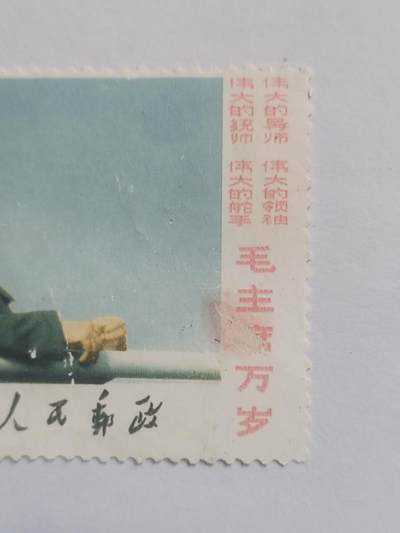 伟大的导师
伟大的领袖
伟大的统帅
伟大的舵手
毛主席万岁
人民郵政